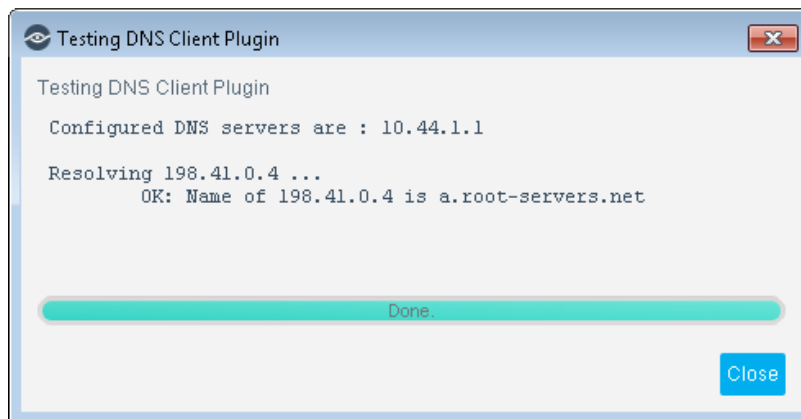 Testing DNS Client Plugin
Testing DNS Client Plugin
Configured DNS servers are : 10.44.1.1
Resolving 198.41.0.4 ...
OK: Name of 198.41.0.4 is a.root-servers.net
Done.
Close